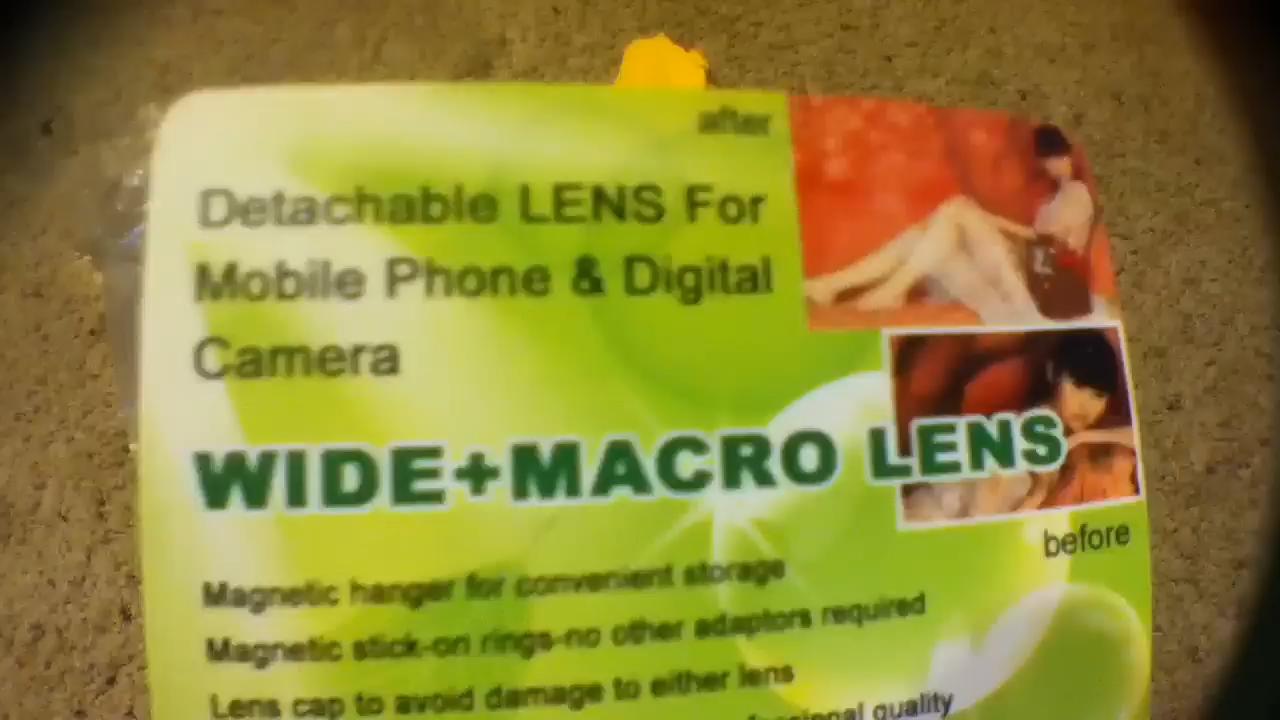 after
Detachable LENS For
Mobile Phone & Digital
Camera
WIDE+MACRO LENS
before
Magnetic hanger for convenient storage
Magnetic stick-on rings-no other adaptors required
Lens cap to avoid damage to either lens
quality